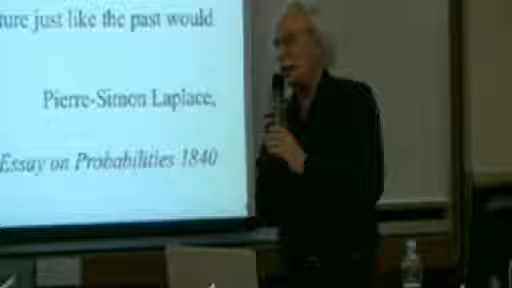 ture just like the past would
Pierre-Simon Laplace,
Essay on Probabilities 1840